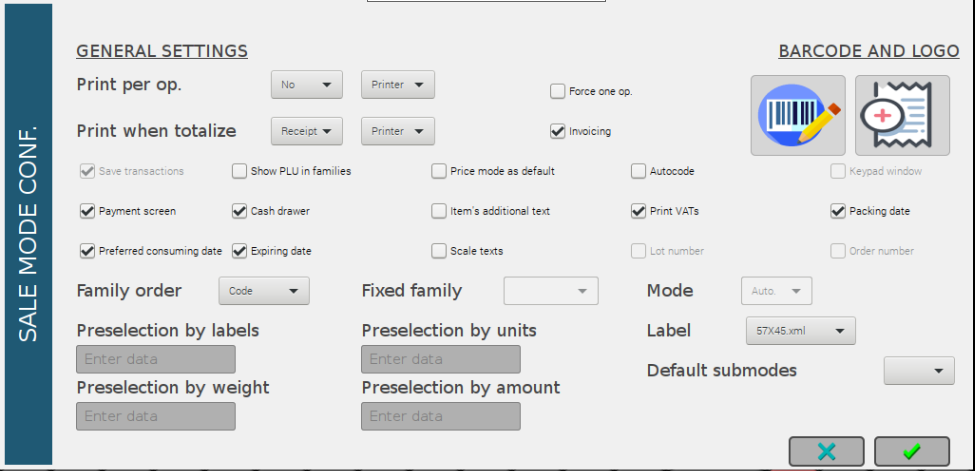 SALE MODE CONF.
GENERAL SETTINGS
BARCODE AND LOGO
Print per op.
No
Printer
Force one op.
Print when totalize
Receipt
Printer
Invoicing
Save transactions
Show PLU in families
Price mode as default
Autocode
Keypad window
Payment screen
Cash drawer
Item's additional text
Print VATs
Packing date
Preferred consuming date
Expiring date
Scale texts
Lot number
Order number
Family order
Code
Fixed family
Mode
Auto.
Preselection by labels
Preselection by units
Label
57X45.xml
Enter data
Enter data
Default submodes
Preselection by weight
Preselection by amount
Enter data
Enter data